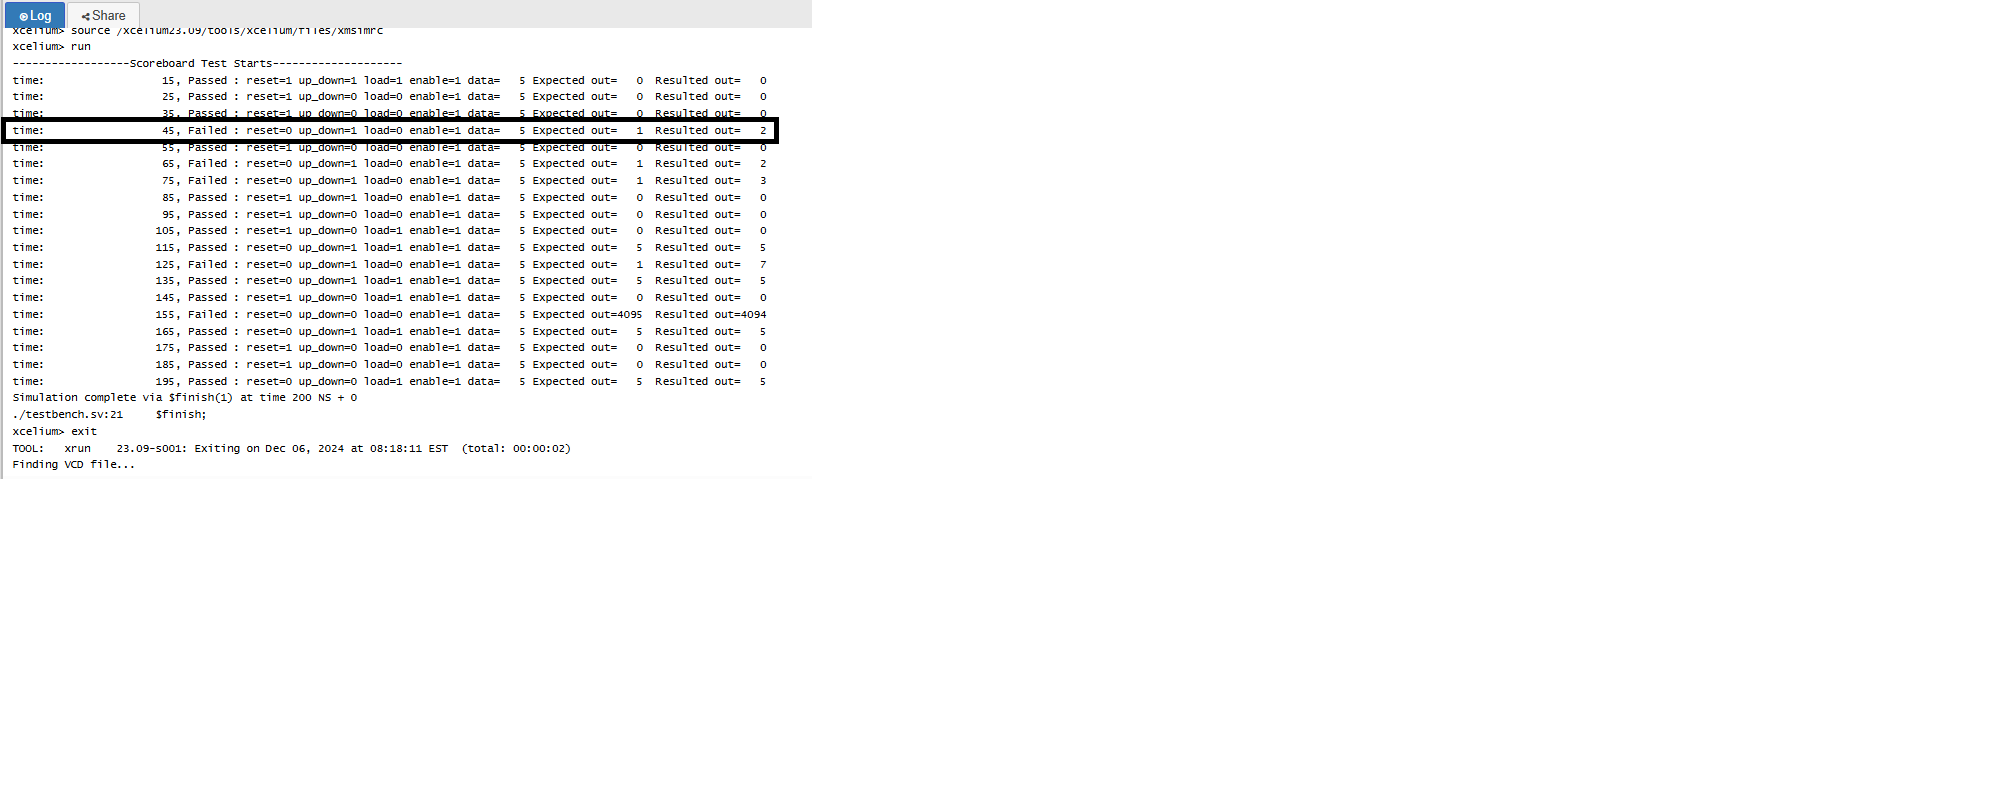 Log Share
xcelium> source /xcelium23.09/tools/xcelium/files/xmsimrc
xcelium> run
------------------Scoreboard Test Starts--------------------
time: 15, Passed : reset=1 up_down=1 load=1 enable=1 data= 5 Expected out= 0 Resulted out= 0
time: 25, Passed : reset=1 up_down=0 load=0 enable=1 data= 5 Expected out= 0 Resulted out= 0
time: 35, Passed : reset=1 up_down=0 load=0 enable=1 data= 5 Expected out= 0 Resulted out= 0
time: 45, Failed : reset=0 up_down=1 load=0 enable=1 data= 5 Expected out= 1 Resulted out= 2
time: 55, Passed : reset=1 up_down=1 load=0 enable=1 data= 5 Expected out= 0 Resulted out= 0
time: 65, Failed : reset=0 up_down=1 load=0 enable=1 data= 5 Expected out= 1 Resulted out= 2
time: 75, Failed : reset=0 up_down=1 load=0 enable=1 data= 5 Expected out= 1 Resulted out= 3
time: 85, Passed : reset=1 up_down=1 load=0 enable=1 data= 5 Expected out= 0 Resulted out= 0
time: 95, Passed : reset=1 up_down=0 load=0 enable=1 data= 5 Expected out= 0 Resulted out= 0
time: 105, Passed : reset=1 up_down=0 load=1 enable=1 data= 5 Expected out= 0 Resulted out= 0
time: 115, Passed : reset=0 up_down=1 load=1 enable=1 data= 5 Expected out= 5 Resulted out= 5
time: 125, Failed : reset=0 up_down=1 load=0 enable=1 data= 5 Expected out= 1 Resulted out= 7
time: 135, Passed : reset=0 up_down=1 load=1 enable=1 data= 5 Expected out= 5 Resulted out= 5
time: 145, Passed : reset=1 up_down=0 load=1 enable=1 data= 5 Expected out= 0 Resulted out= 0
time: 155, Failed : reset=0 up_down=0 load=0 enable=1 data= 5 Expected out=4095 Resulted out=4094
time: 165, Passed : reset=0 up_down=1 load=1 enable=1 data= 5 Expected out= 5 Resulted out= 5
time: 175, Passed : reset=1 up_down=0 load=0 enable=1 data= 5 Expected out= 0 Resulted out= 0
time: 185, Passed : reset=1 up_down=0 load=0 enable=1 data= 5 Expected out= 0 Resulted out= 0
time: 195, Passed : reset=0 up_down=0 load=1 enable=1 data= 5 Expected out= 5 Resulted out= 5
Simulation complete via $finish(1) at time 200 NS + 0
./testbench.sv:21 $finish;
xcelium> exit
TOOL: xrun 23.09-s001: Exiting on Dec 06, 2024 at 08:18:11 EST (total: 00:00:02)
Finding VCD file...